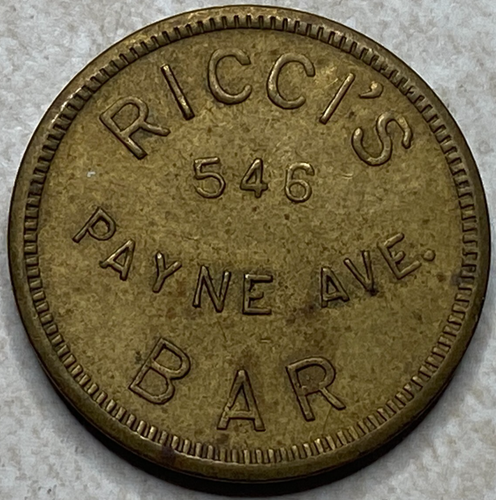 RICCI'S
546
PAYNE AVE.
BAR